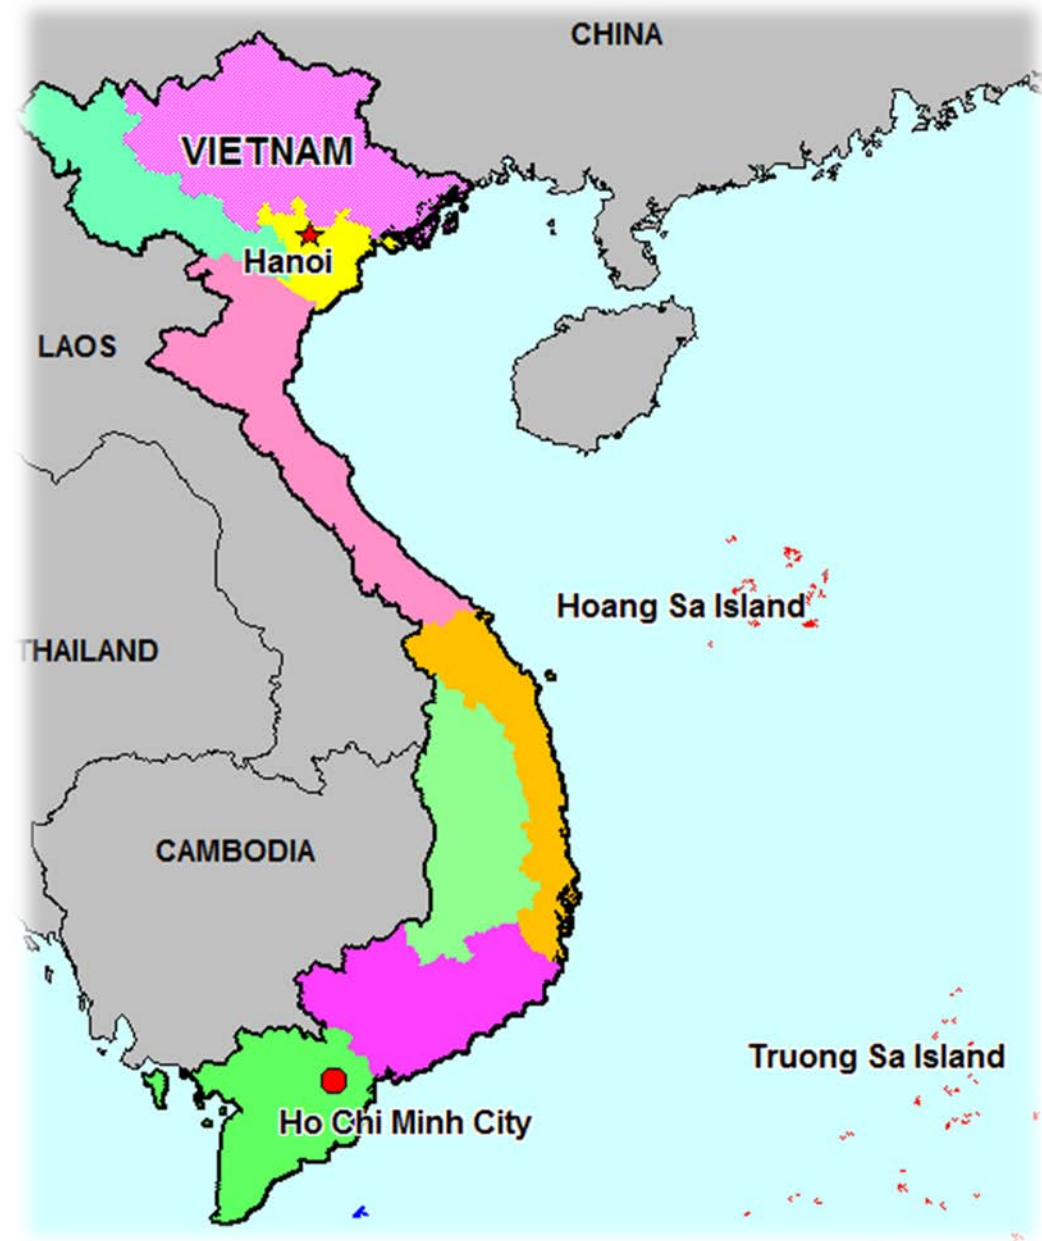 CHINA
VIETNAM
Hanoi
LAOS
Hoang Sa Island
THAILAND
CAMBODIA
Truong Sa Island
Ho Chi Minh City